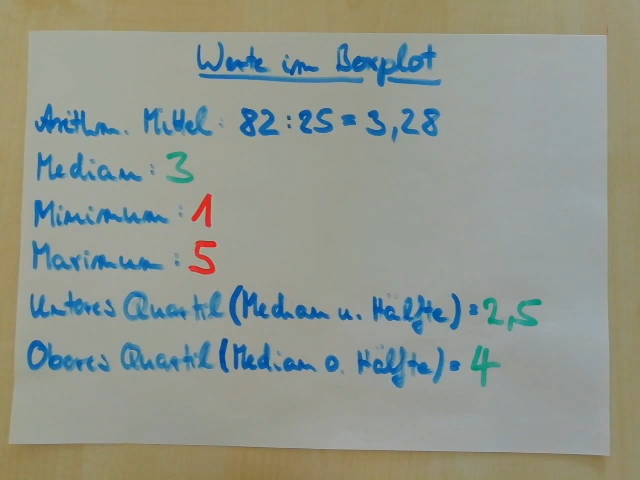 Werte im Boxplot
Arithm. Mittel: 82:25 = 3,28
Median: 3
Minimum: 1
Maximum: 5
Unteres Quartil (Median u. Hälfte) = 2,5
Oberes Quartil (Median o. Hälfte) = 4